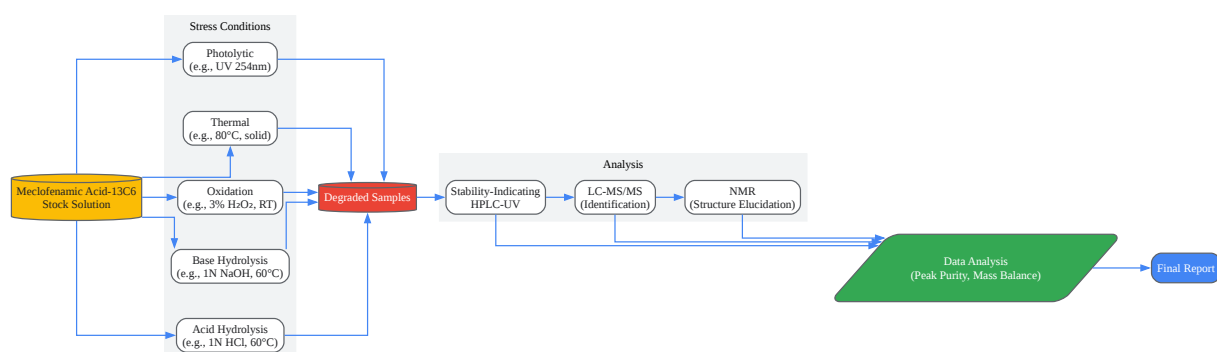 Stress Conditions
Photolytic
(e.g., UV 254nm)
Thermal
(e.g., 80°C, solid)
Meclofenamic Acid-13C6
Stock Solution
Oxidation
(e.g., 3% H₂O₂, RT)
Base Hydrolysis
(e.g., 1N NaOH, 60°C)
Acid Hydrolysis
(e.g., 1N HCl, 60°C)
Degraded Samples
Analysis
Stability-Indicating
HPLC-UV
LC-MS/MS
(Identification)
NMR
(Structure Elucidation)
Data Analysis
(Peak Purity, Mass Balance)
Final Report